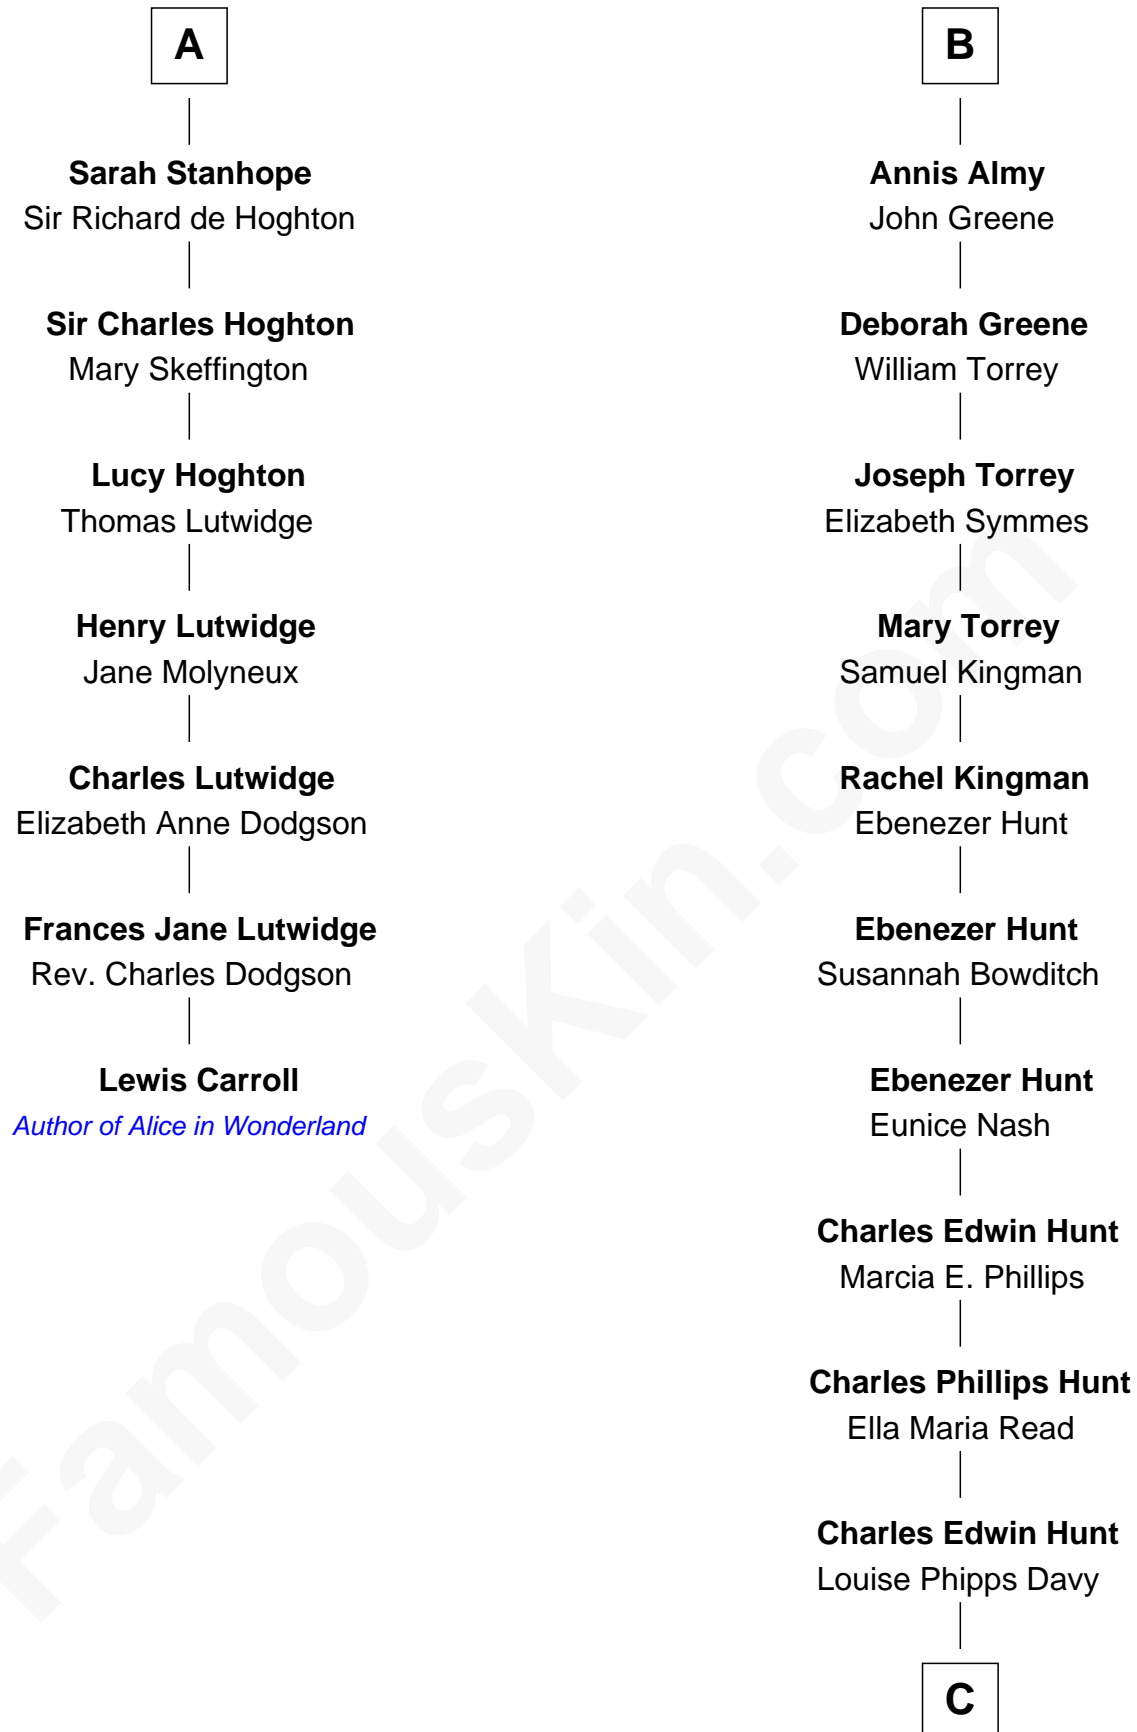 A
Sarah Stanhope
Sir Richard de Hoghton
Sir Charles Hoghton
Mary Skeffington
Lucy Hoghton
Thomas Lutwidge
Henry Lutwidge
Jane Molyneux
Charles Lutwidge
Elizabeth Anne Dodgson
Frances Jane Lutwidge
Rev. Charles Dodgson
Lewis Carroll
Author of Alice in Wonderland
B
Annis Almy
John Greene
Deborah Greene
William Torrey
Joseph Torrey
Elizabeth Symmes
Mary Torrey
Samuel Kingman
Rachel Kingman
Ebenezer Hunt
Ebenezer Hunt
Susannah Bowditch
Ebenezer Hunt
Eunice Nash
Charles Edwin Hunt
Marcia E. Phillips
Charles Phillips Hunt
Ella Maria Read
Charles Edwin Hunt
Louise Phipps Davy
C
FamousKin.com